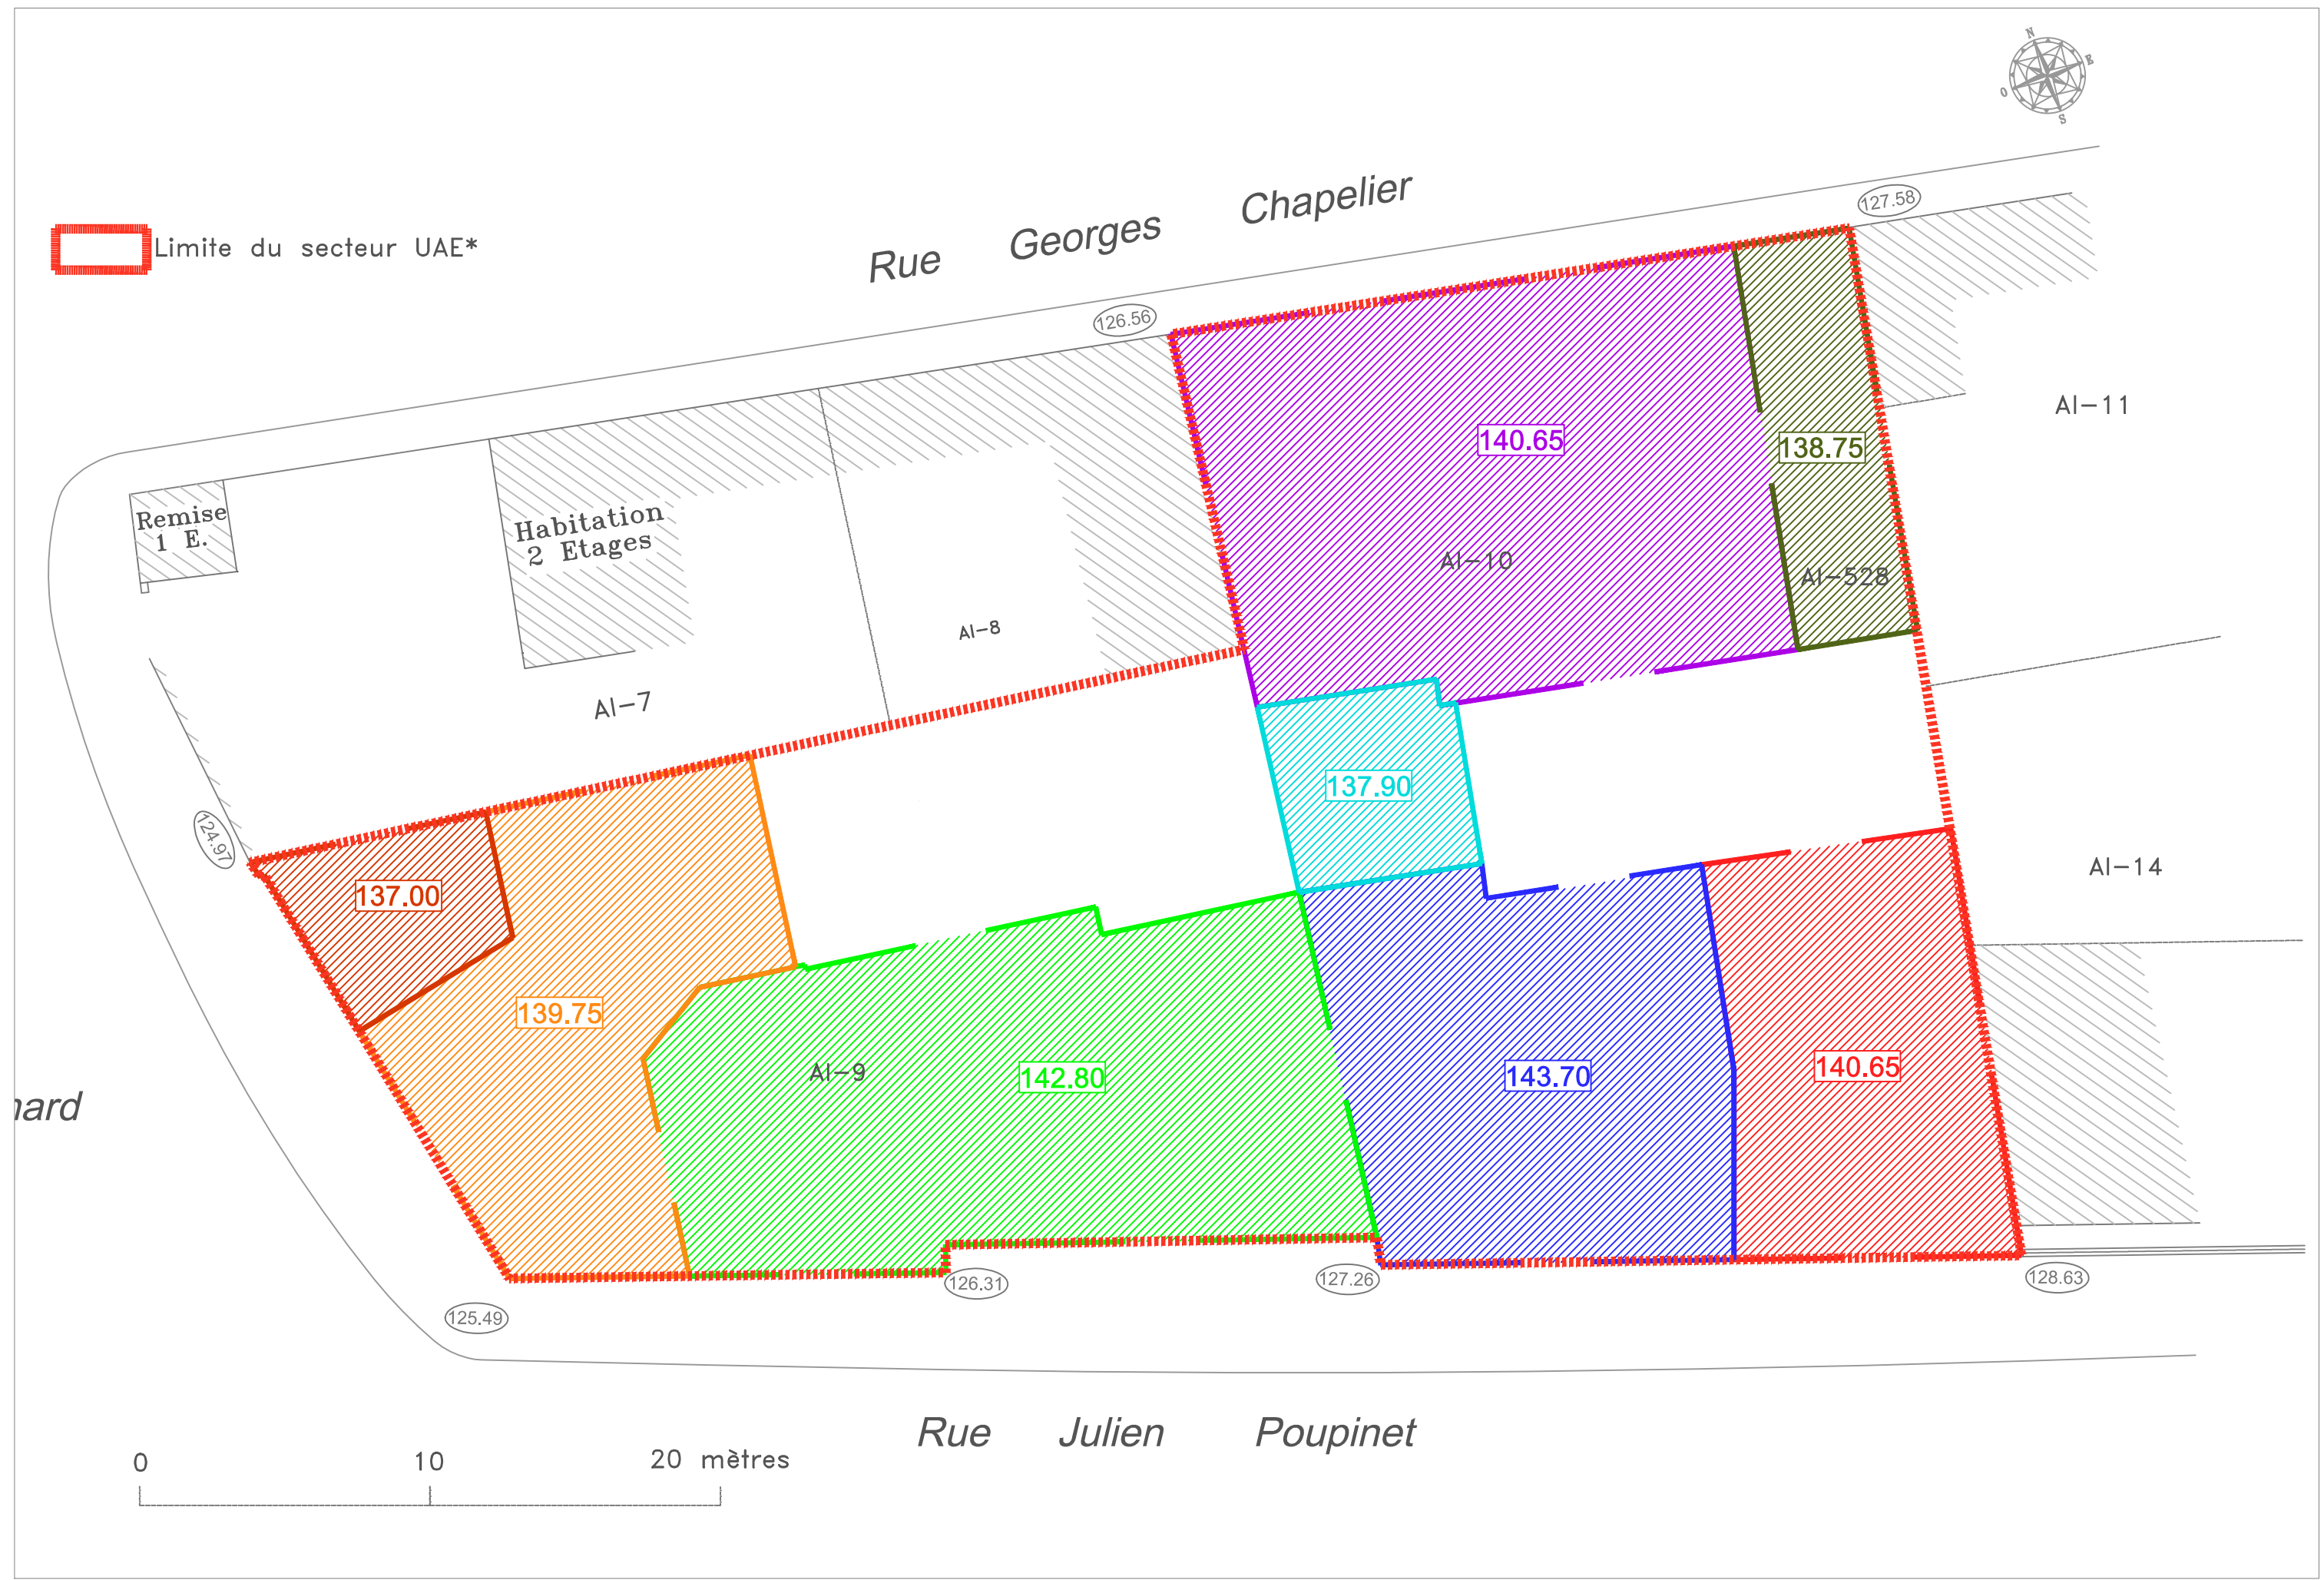 N
E
O
S
127.58
Rue Georges Chapelier
Limite du secteur UAE*
126.56
AI-11
140.65
138.75
Remise
1 E.
Habitation
2 Etages
AI-10
AI-528
AI-8
AI-7
137.90
124.97
137.00
AI-14
139.75
AI-9
142.80
143.70
140.65
nard
126.31
127.26
128.63
125.49
Rue Julien Poupinet
0 10 20 mètres